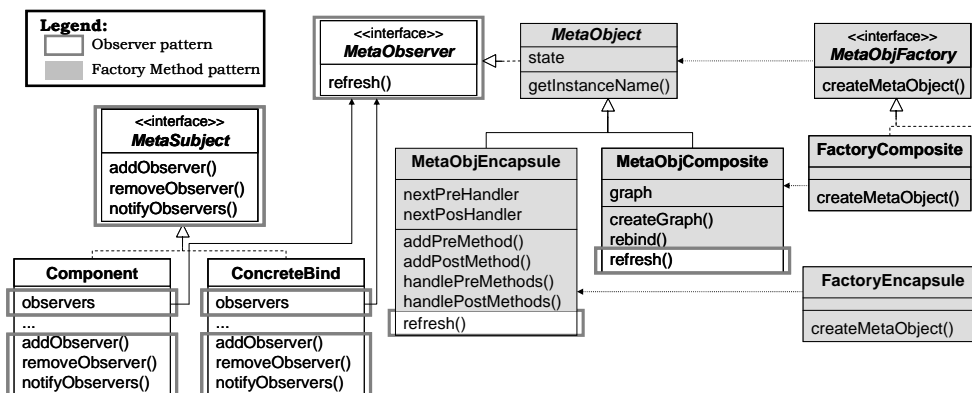 Legend:
Observer pattern
Factory Method pattern
<<interface>>
MetaObserver
refresh()
MetaObject
state
getInstanceName()
<<interface>>
MetaObjFactory
createMetaObject()
<<interface>>
MetaSubject
addObserver()
removeObserver()
notifyObservers()
MetaObjEncapsule
nextPreHandler
nextPosHandler
addPreMethod()
addPostMethod()
handlePreMethods()
handlePostMethods()
refresh()
MetaObjComposite
graph
createGraph()
rebind()
refresh()
FactoryComposite
createMetaObject()
Component
observers
...
addObserver()
removeObserver()
notifyObservers()
ConcreteBind
observers
...
addObserver()
removeObserver()
notifyObservers()
FactoryEncapsule
createMetaObject()